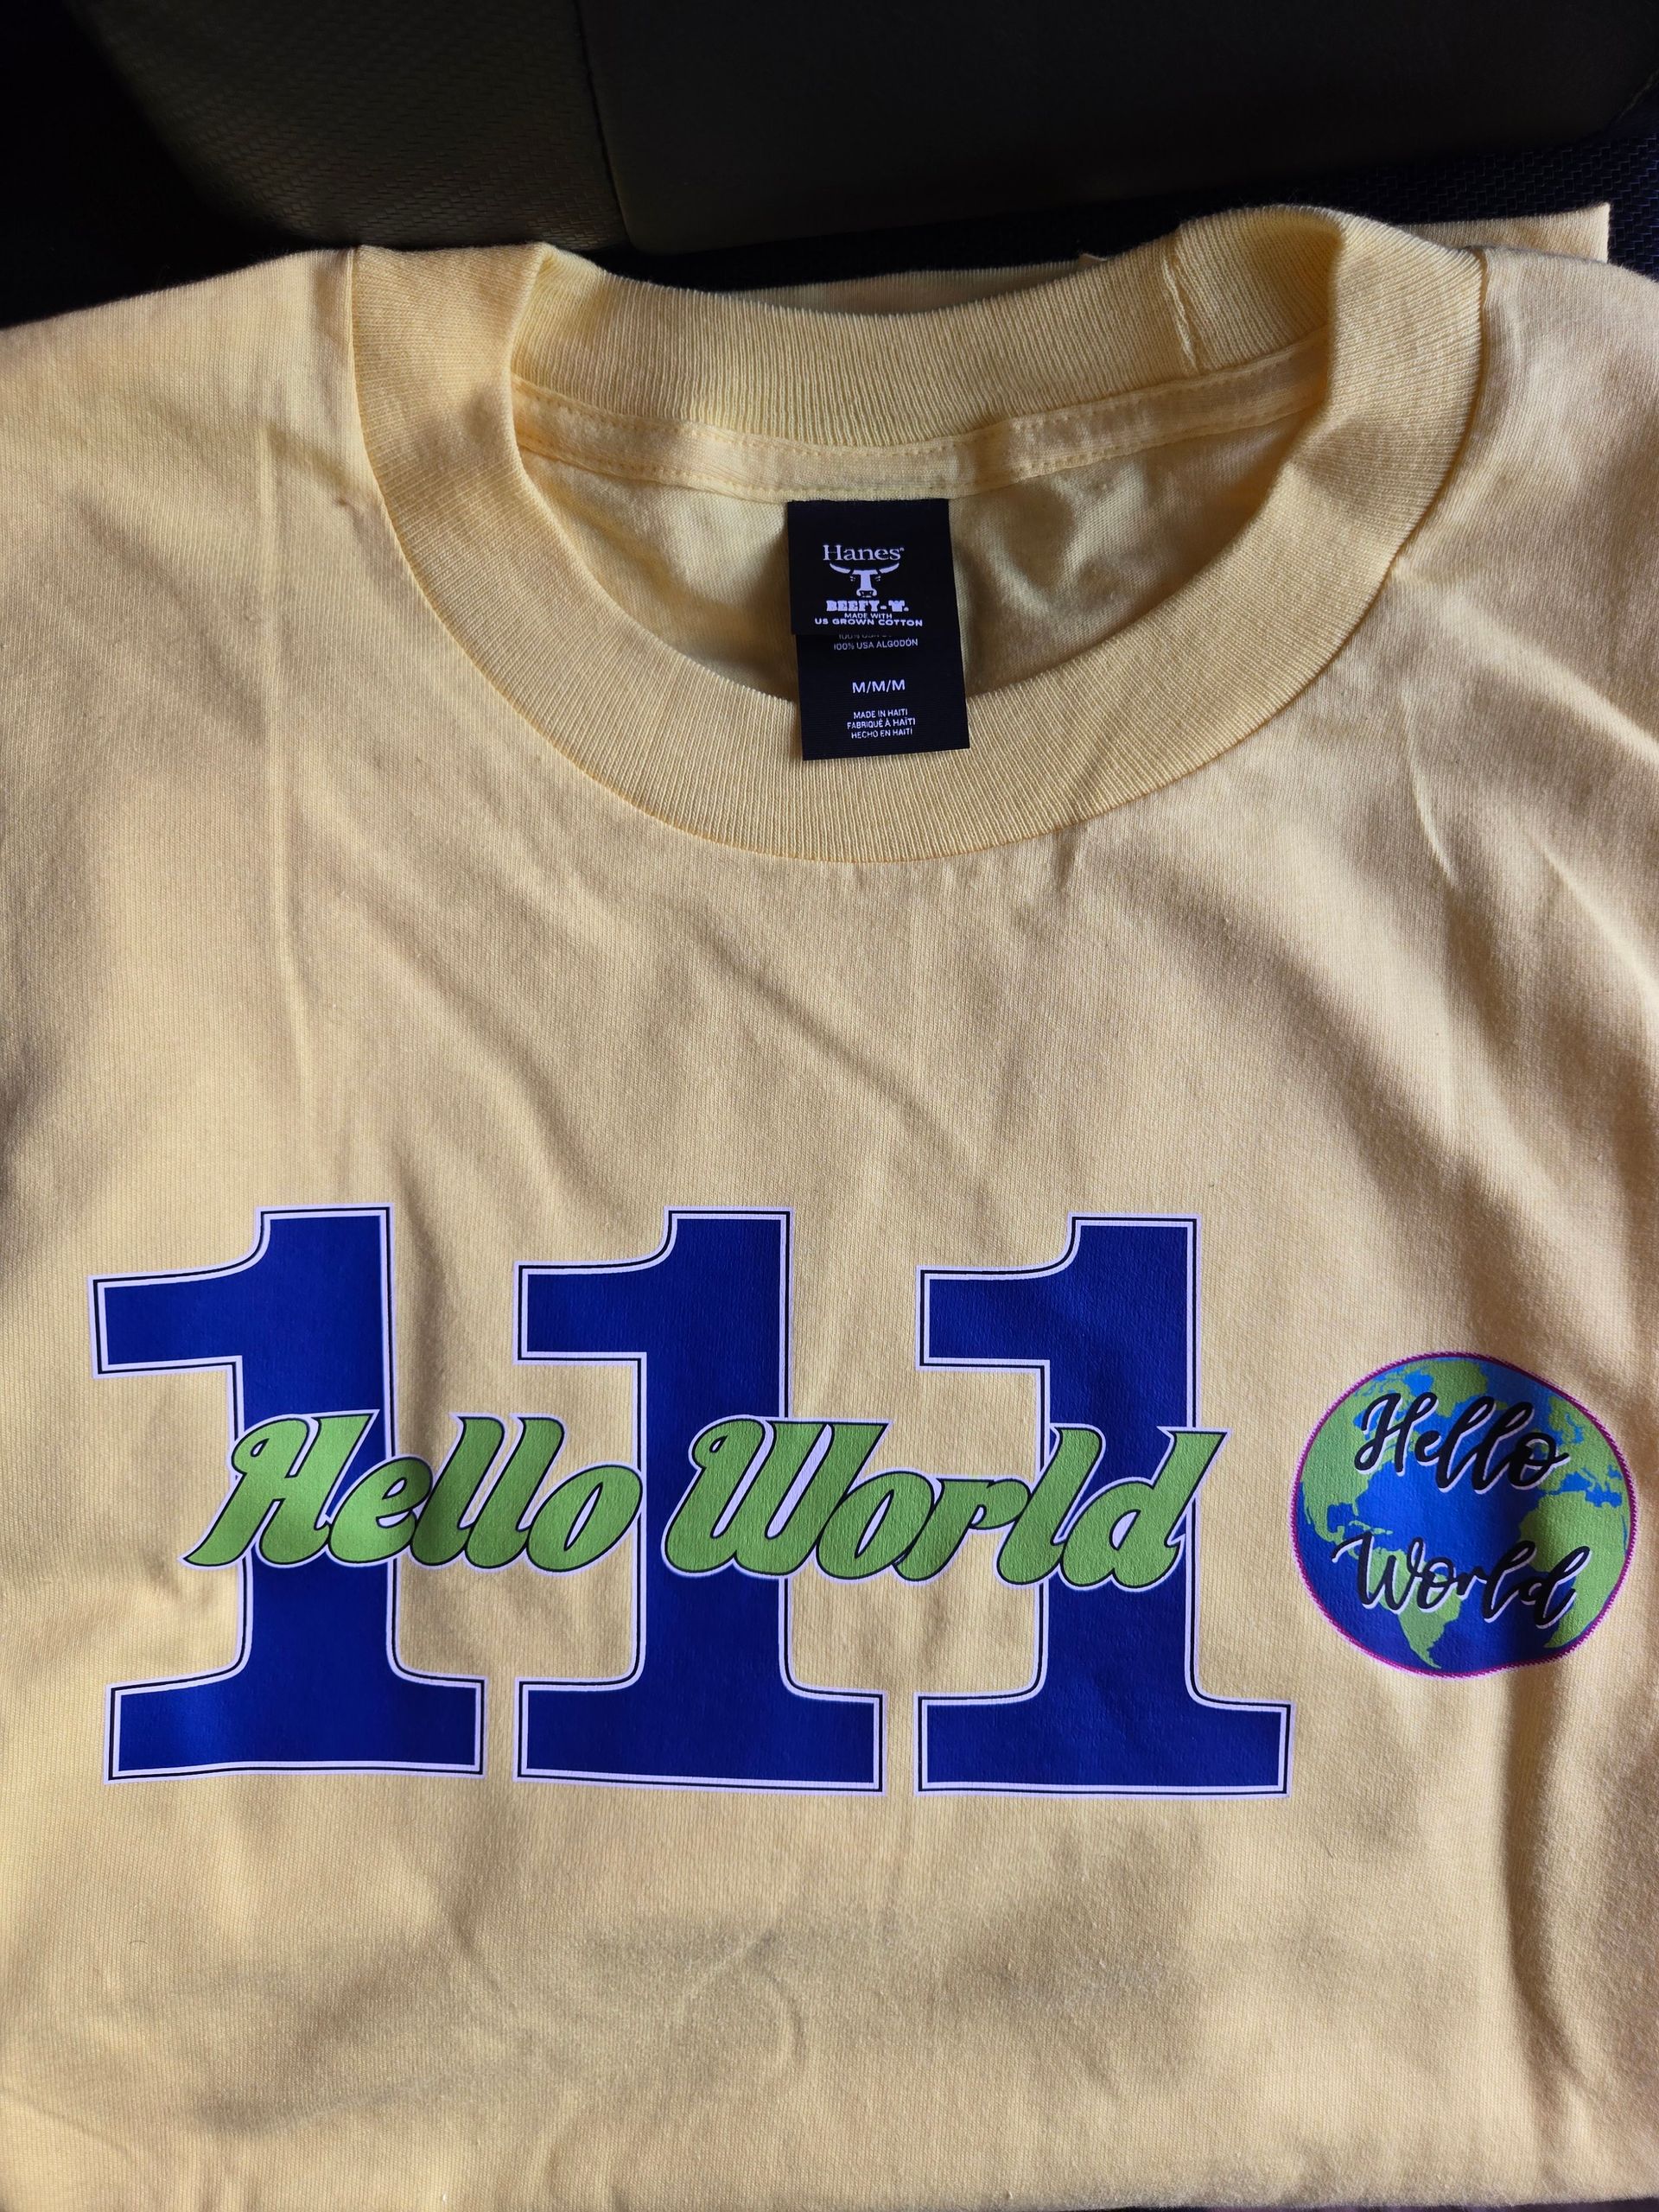 Hanes®
BEEFY-T.
MADE WITH
US GROWN COTTON
100% USA ALGODÓN
M/M/M
MADE IN HAITI
FABRIQUÉ À HAÏTI
HECHO EN HAITI
111
Hello World
Hello
World